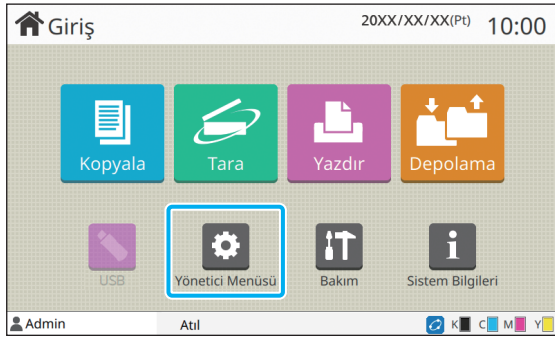 Giriş 20XX/XX/XX(Pt) 10:00
Kopyala Tara Yazdır Depolama
USB Yönetici Menüsü Bakım Sistem Bilgileri
Admin Atıl K C M Y